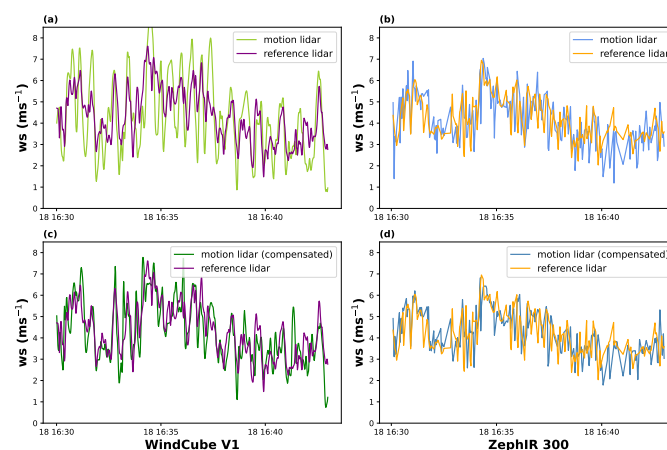 (a)
(b)
ws (ms⁻¹)
8
7
6
5
4
3
2
1
0
motion lidar
reference lidar
18 16:30
18 16:35
18 16:40
ws (ms⁻¹)
8
7
6
5
4
3
2
1
0
motion lidar
reference lidar
18 16:30
18 16:35
18 16:40
(c)
(d)
ws (ms⁻¹)
8
7
6
5
4
3
2
1
0
motion lidar (compensated)
reference lidar
18 16:30
18 16:35
18 16:40
WindCube V1
ws (ms⁻¹)
8
7
6
5
4
3
2
1
0
motion lidar (compensated)
reference lidar
18 16:30
18 16:35
18 16:40
ZephIR 300